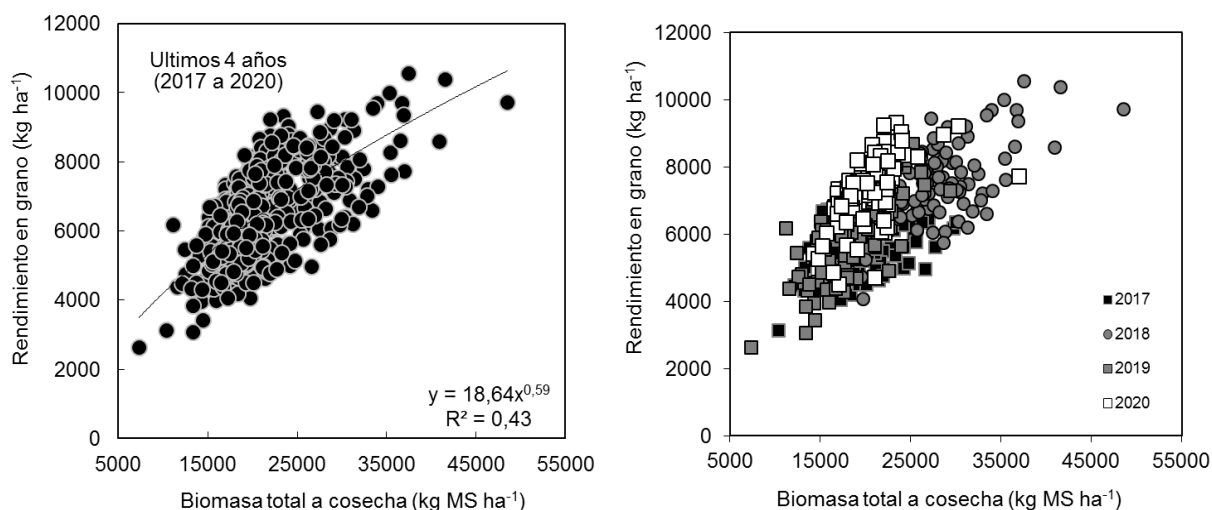 12000
10000
8000
6000
4000
2000
0
Rendimiento en grano (kg ha⁻¹)
Ultimos 4 años
(2017 a 2020)
y = 18,64x^0,59
R² = 0,43
5000 15000 25000 35000 45000 55000
Biomasa total a cosecha (kg MS ha⁻¹)
12000
10000
8000
6000
4000
2000
0
Rendimiento en grano (kg ha⁻¹)
2017
2018
2019
2020
5000 15000 25000 35000 45000 55000
Biomasa total a cosecha (kg MS ha⁻¹)